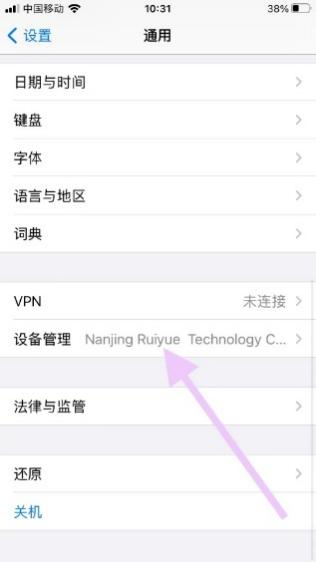 中国移动 10:31 38%
设置 通用
日期与时间
键盘
字体
语言与地区
词典
VPN 未连接
设备管理 Nanjing Ruiyue Technology C...
法律与监管
还原
关机